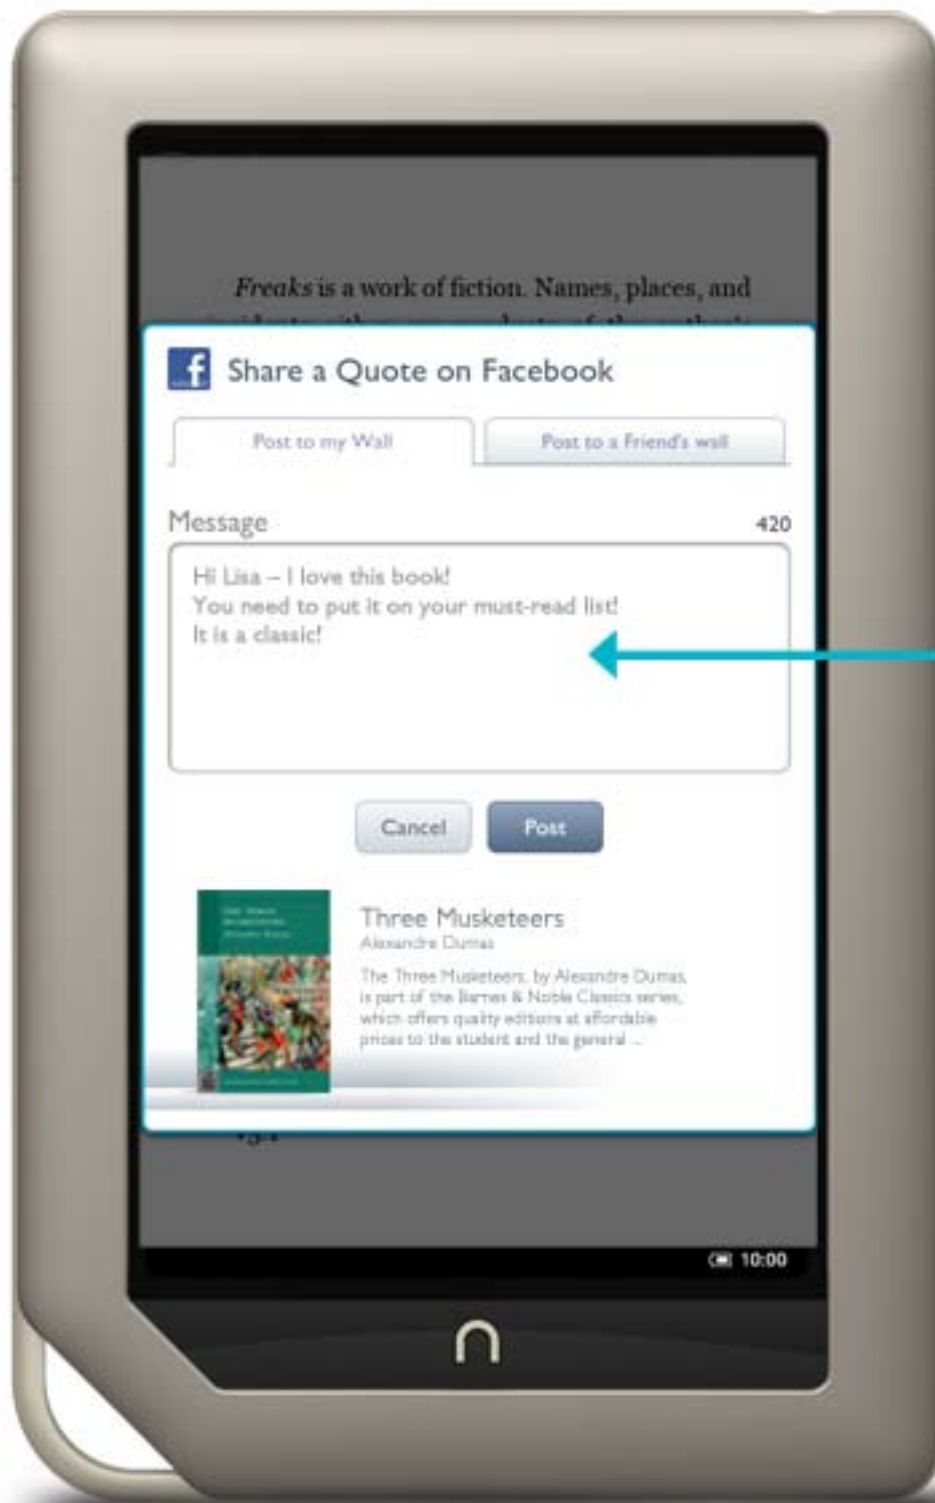 Freaks is a work of fiction. Names, places, and
f Share a Quote on Facebook
Post to my Wall
Post to a Friend's wall
Message
420
Hi Lisa – I love this book!
You need to put it on your must-read list!
It is a classic!
Cancel
Post
Three Musketeers
Alexandre Dumas
The Three Musketeers, by Alexandre Dumas,
is part of the Barnes & Noble Classics series,
which offers quality editions at affordable
prices to the student and the general ...
10:00